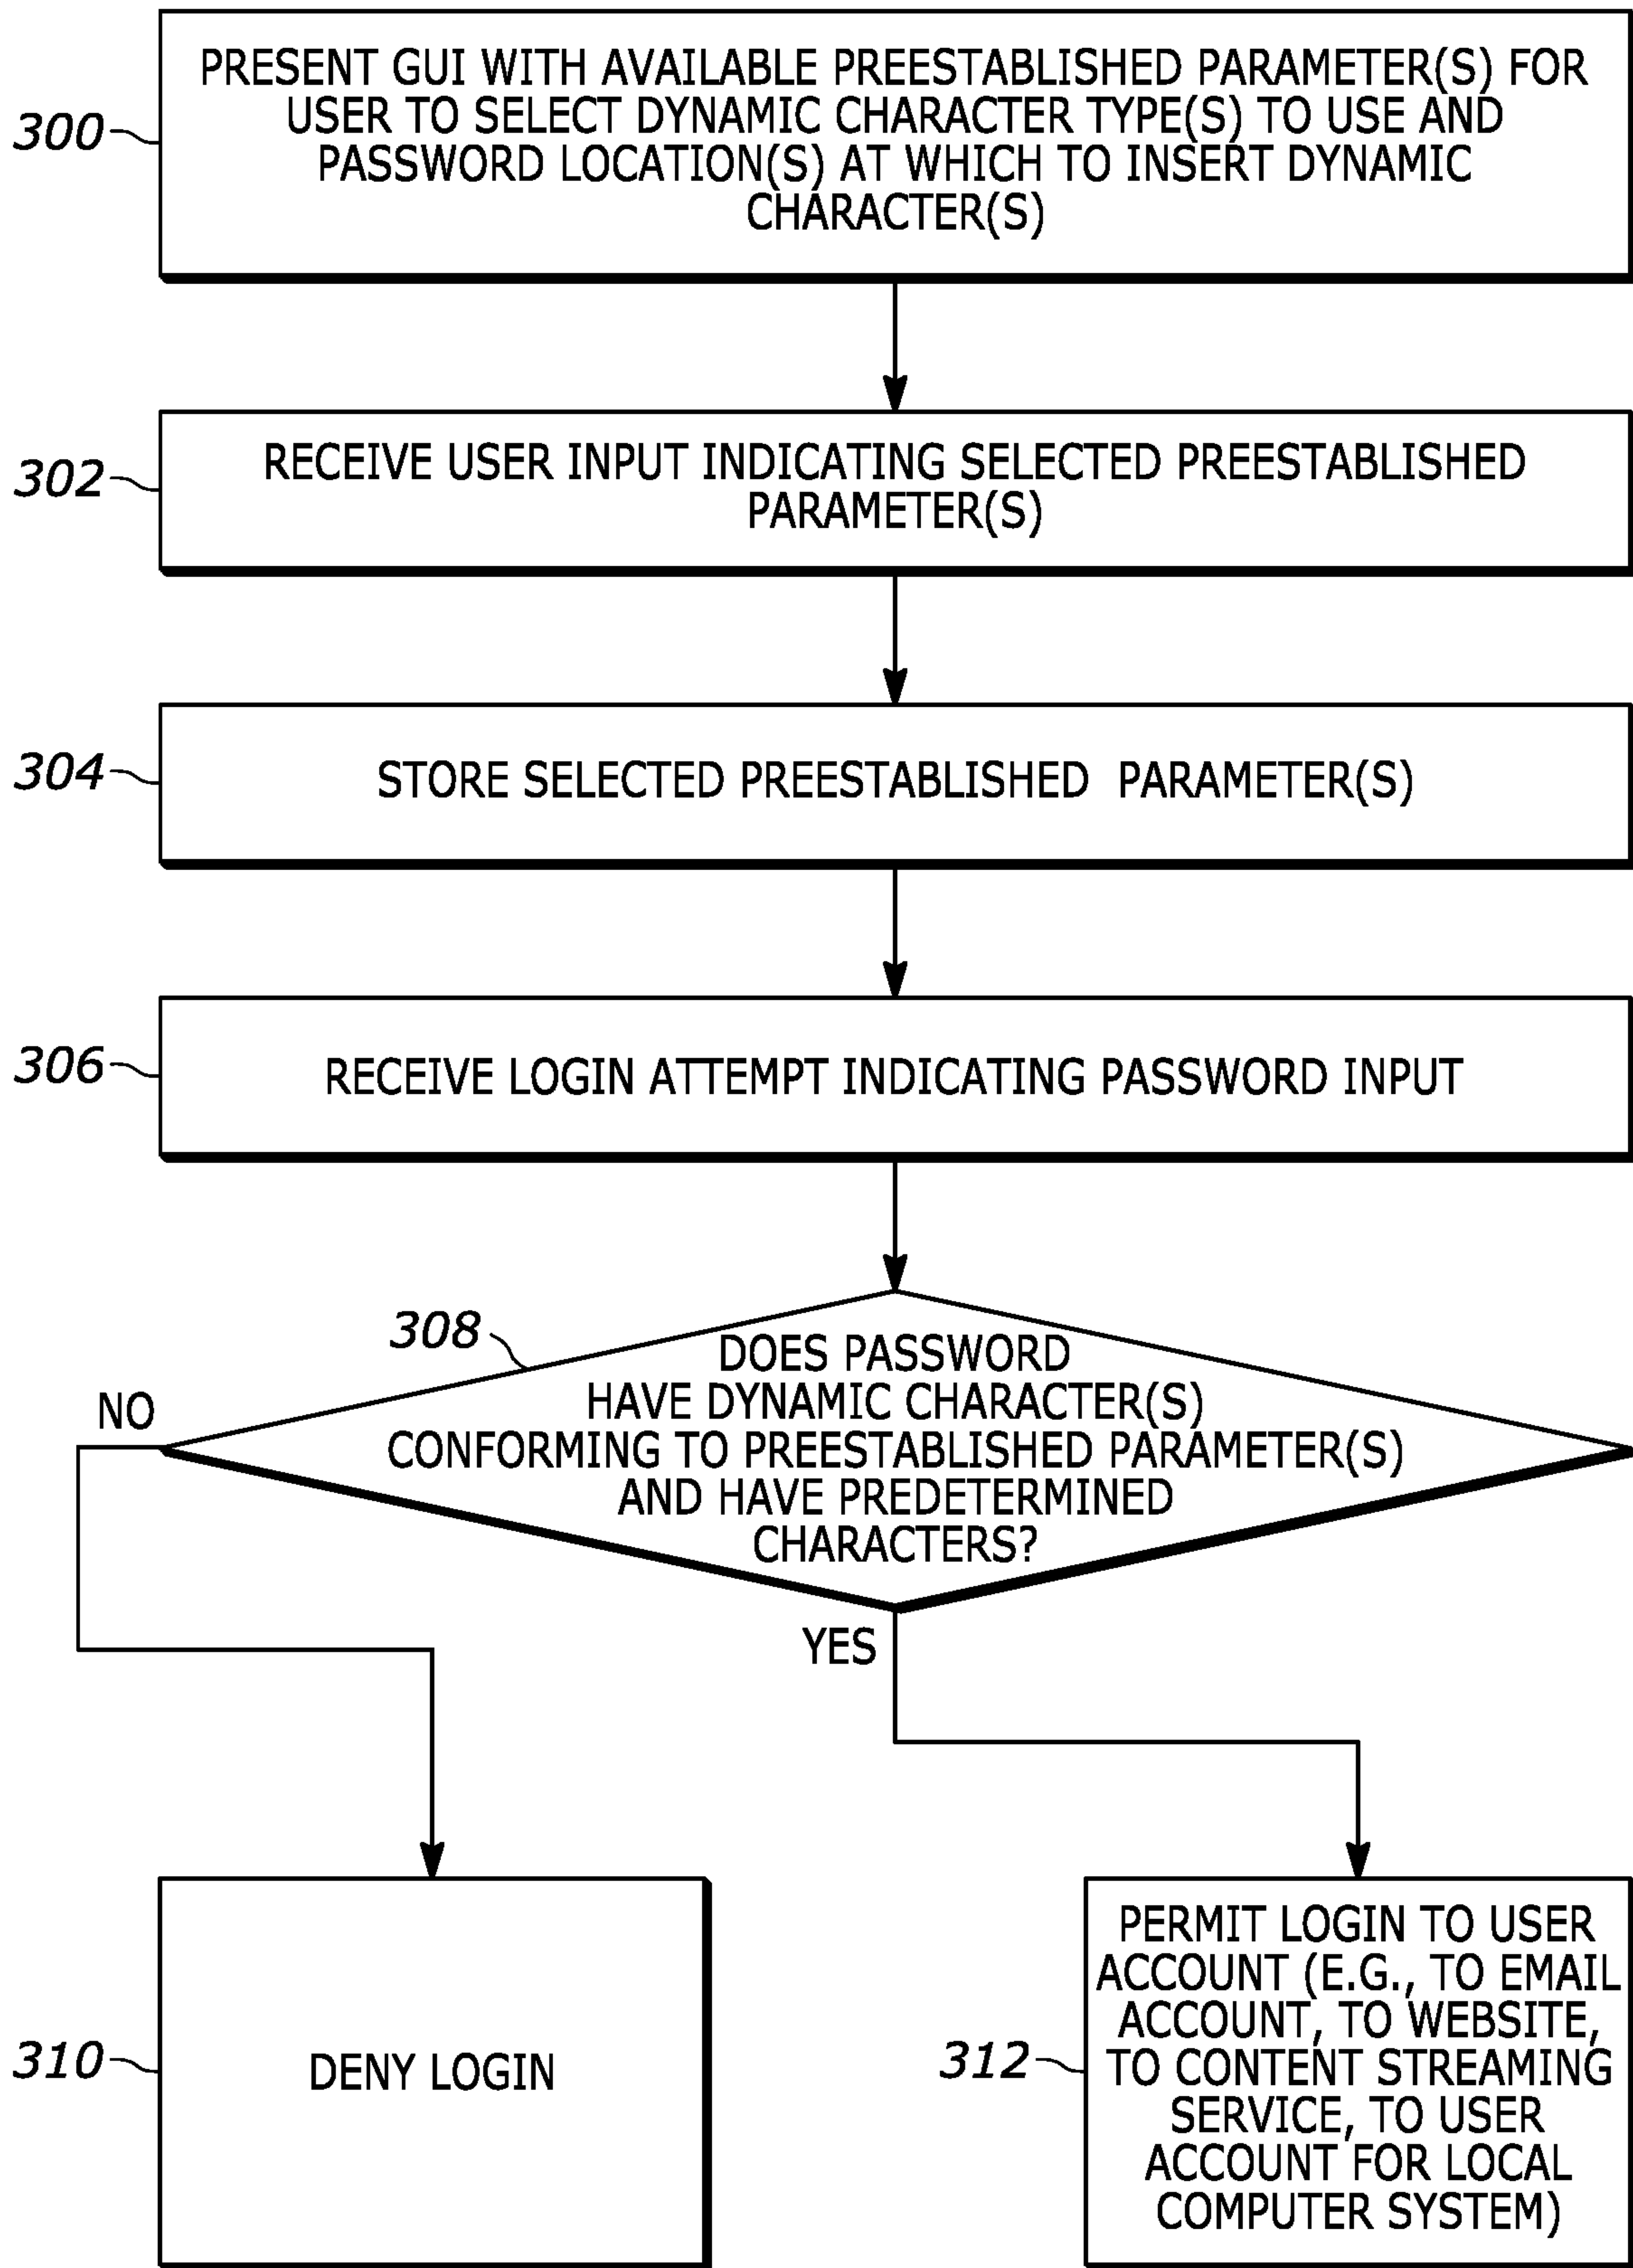 300
PRESENT GUI WITH AVAILABLE PREESTABLISHED PARAMETER(S) FOR
USER TO SELECT DYNAMIC CHARACTER TYPE(S) TO USE AND
PASSWORD LOCATION(S) AT WHICH TO INSERT DYNAMIC
CHARACTER(S)
302
RECEIVE USER INPUT INDICATING SELECTED PREESTABLISHED
PARAMETER(S)
304
STORE SELECTED PREESTABLISHED PARAMETER(S)
306
RECEIVE LOGIN ATTEMPT INDICATING PASSWORD INPUT
308
DOES PASSWORD
HAVE DYNAMIC CHARACTER(S)
CONFORMING TO PREESTABLISHED PARAMETER(S)
AND HAVE PREDETERMINED
CHARACTERS?
NO
YES
310
DENY LOGIN
312
PERMIT LOGIN TO USER
ACCOUNT (E.G., TO EMAIL
ACCOUNT, TO WEBSITE,
TO CONTENT STREAMING
SERVICE, TO USER
ACCOUNT FOR LOCAL
COMPUTER SYSTEM)